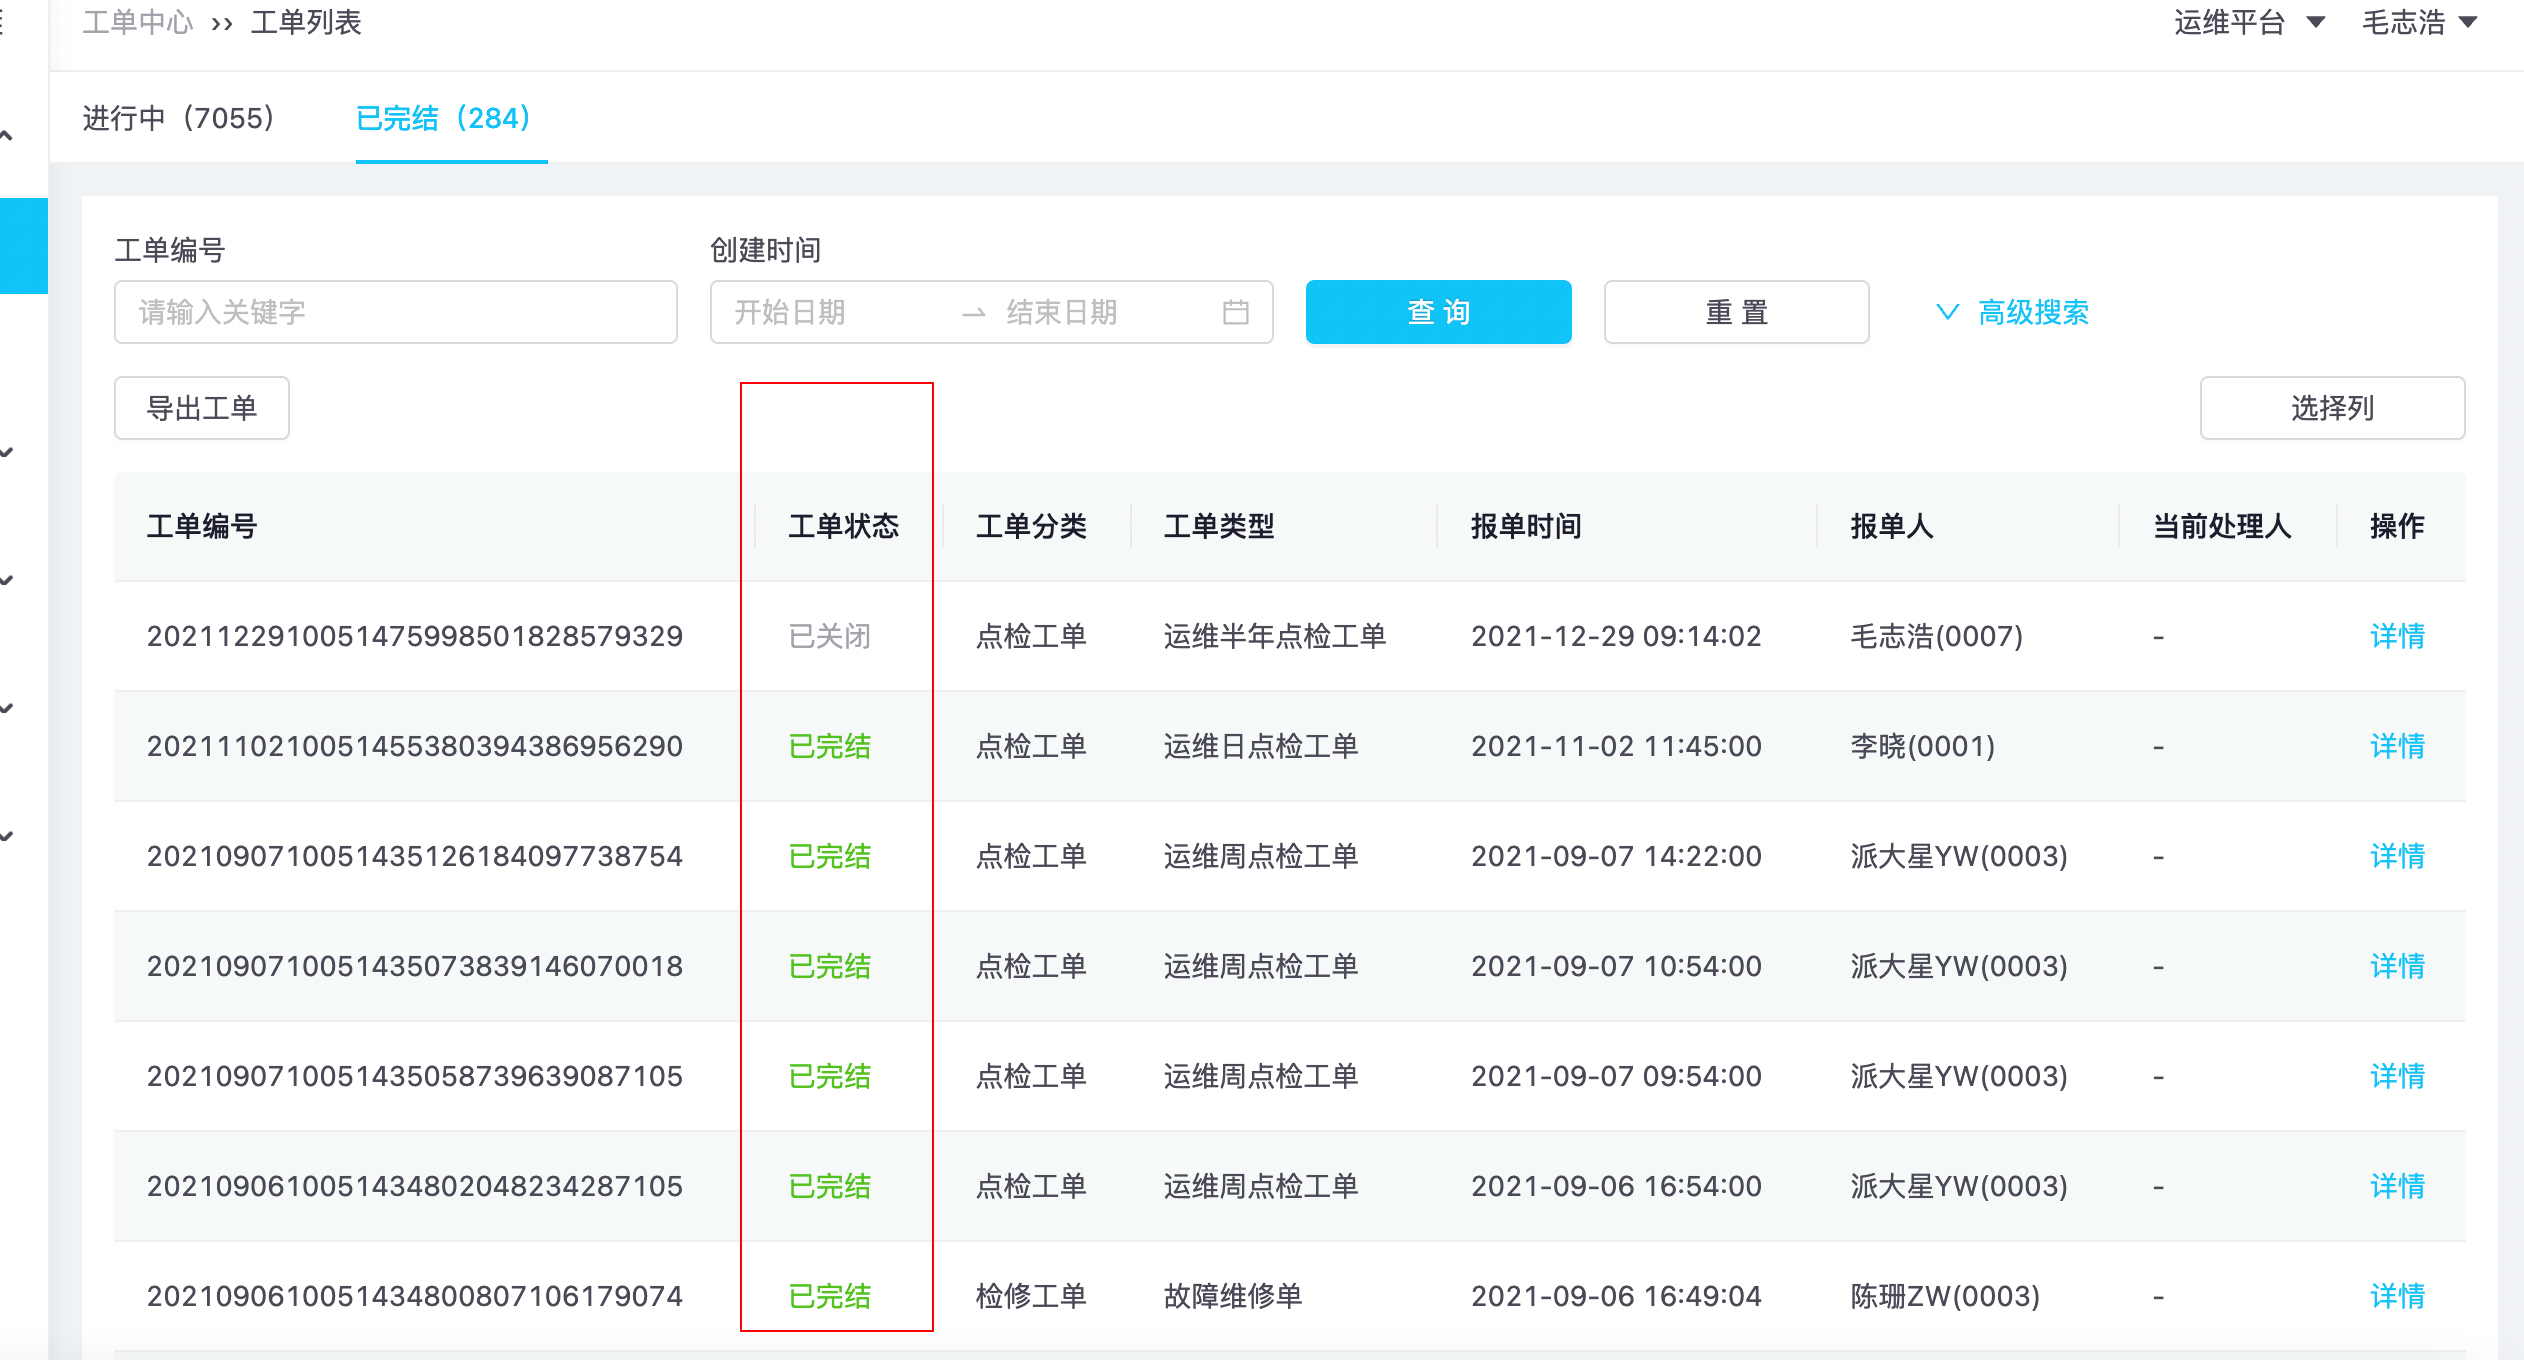 工单中心 ›› 工单列表 运维平台 毛志浩
进行中（7055） 已完结（284）
工单编号 创建时间
请输入关键字 开始日期 → 结束日期 查 询 重 置 高级搜索
导出工单 选择列
工单编号 工单状态 工单分类 工单类型 报单时间 报单人 当前处理人 操作
20211229100514759985018285​79329 已关闭 点检工单 运维半年点检工单 2021-12-29 09:14:02 毛志浩(0007) - 详情
2021110210051455380394386956290 已完结 点检工单 运维日点检工单 2021-11-02 11:45:00 李晓(0001) - 详情
2021090710051435126184097738754 已完结 点检工单 运维周点检工单 2021-09-07 14:22:00 派大星YW(0003) - 详情
2021090710051435073839146070018 已完结 点检工单 运维周点检工单 2021-09-07 10:54:00 派大星YW(0003) - 详情
2021090710051435058739639087105 已完结 点检工单 运维周点检工单 2021-09-07 09:54:00 派大星YW(0003) - 详情
2021090610051434802048234287105 已完结 点检工单 运维周点检工单 2021-09-06 16:54:00 派大星YW(0003) - 详情
2021090610051434800807106179074 已完结 检修工单 故障维修单 2021-09-06 16:49:04 陈珊ZW(0003) - 详情